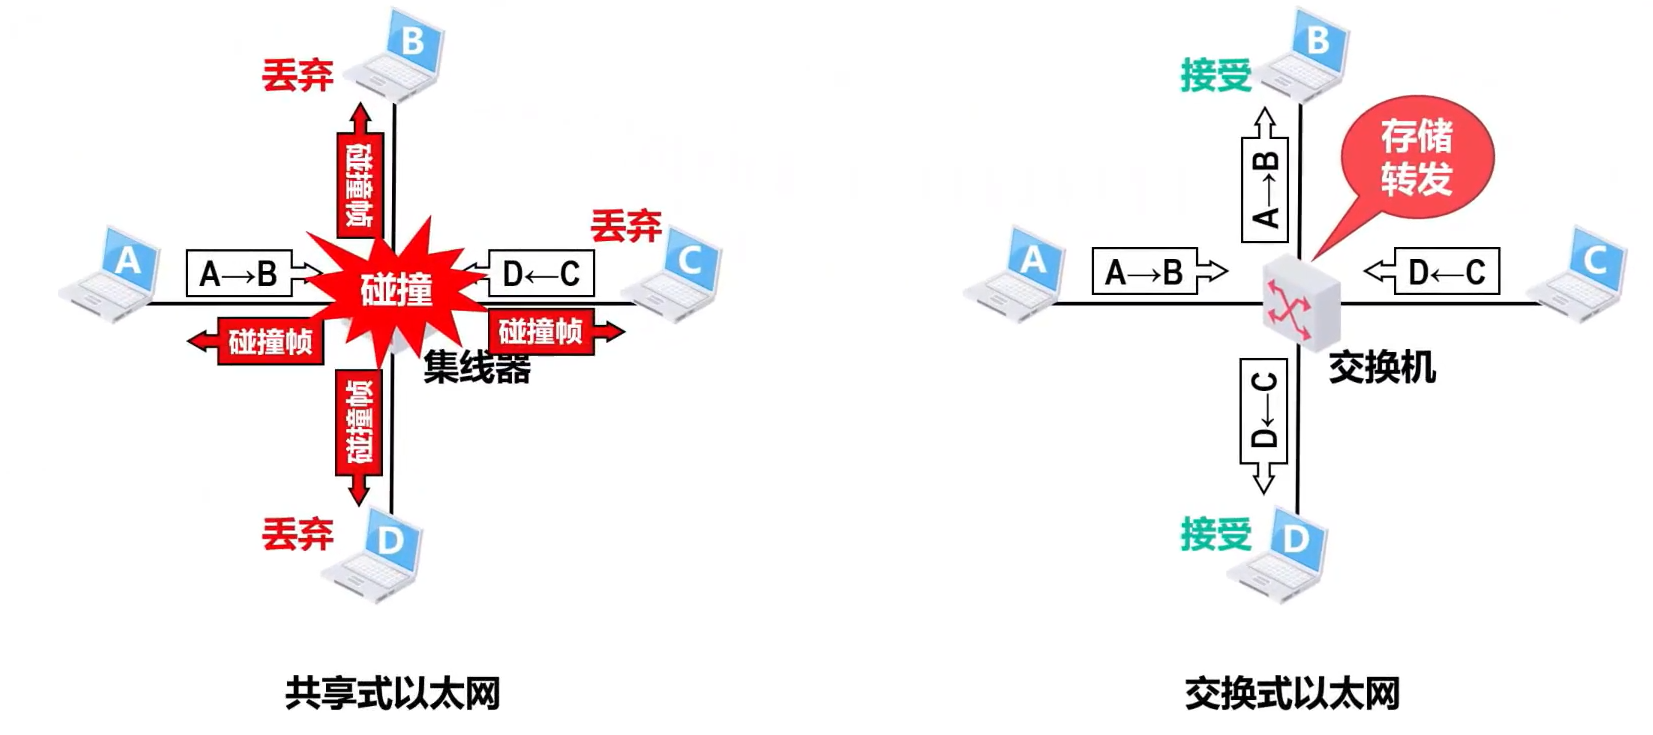 B
丢弃
碰撞帧
丢弃
A
A→B
碰撞
D←C
C
碰撞帧
碰撞帧
集线器
碰撞帧
丢弃
D
共享式以太网
B
接受
存储
转发
A→B
A
A→B
D←C
C
交换机
D←C
接受
D
交换式以太网